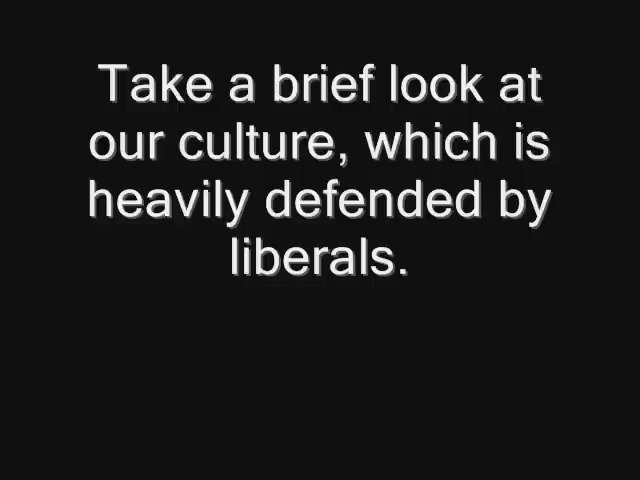 Take a brief look at
our culture, which is
heavily defended by
liberals.